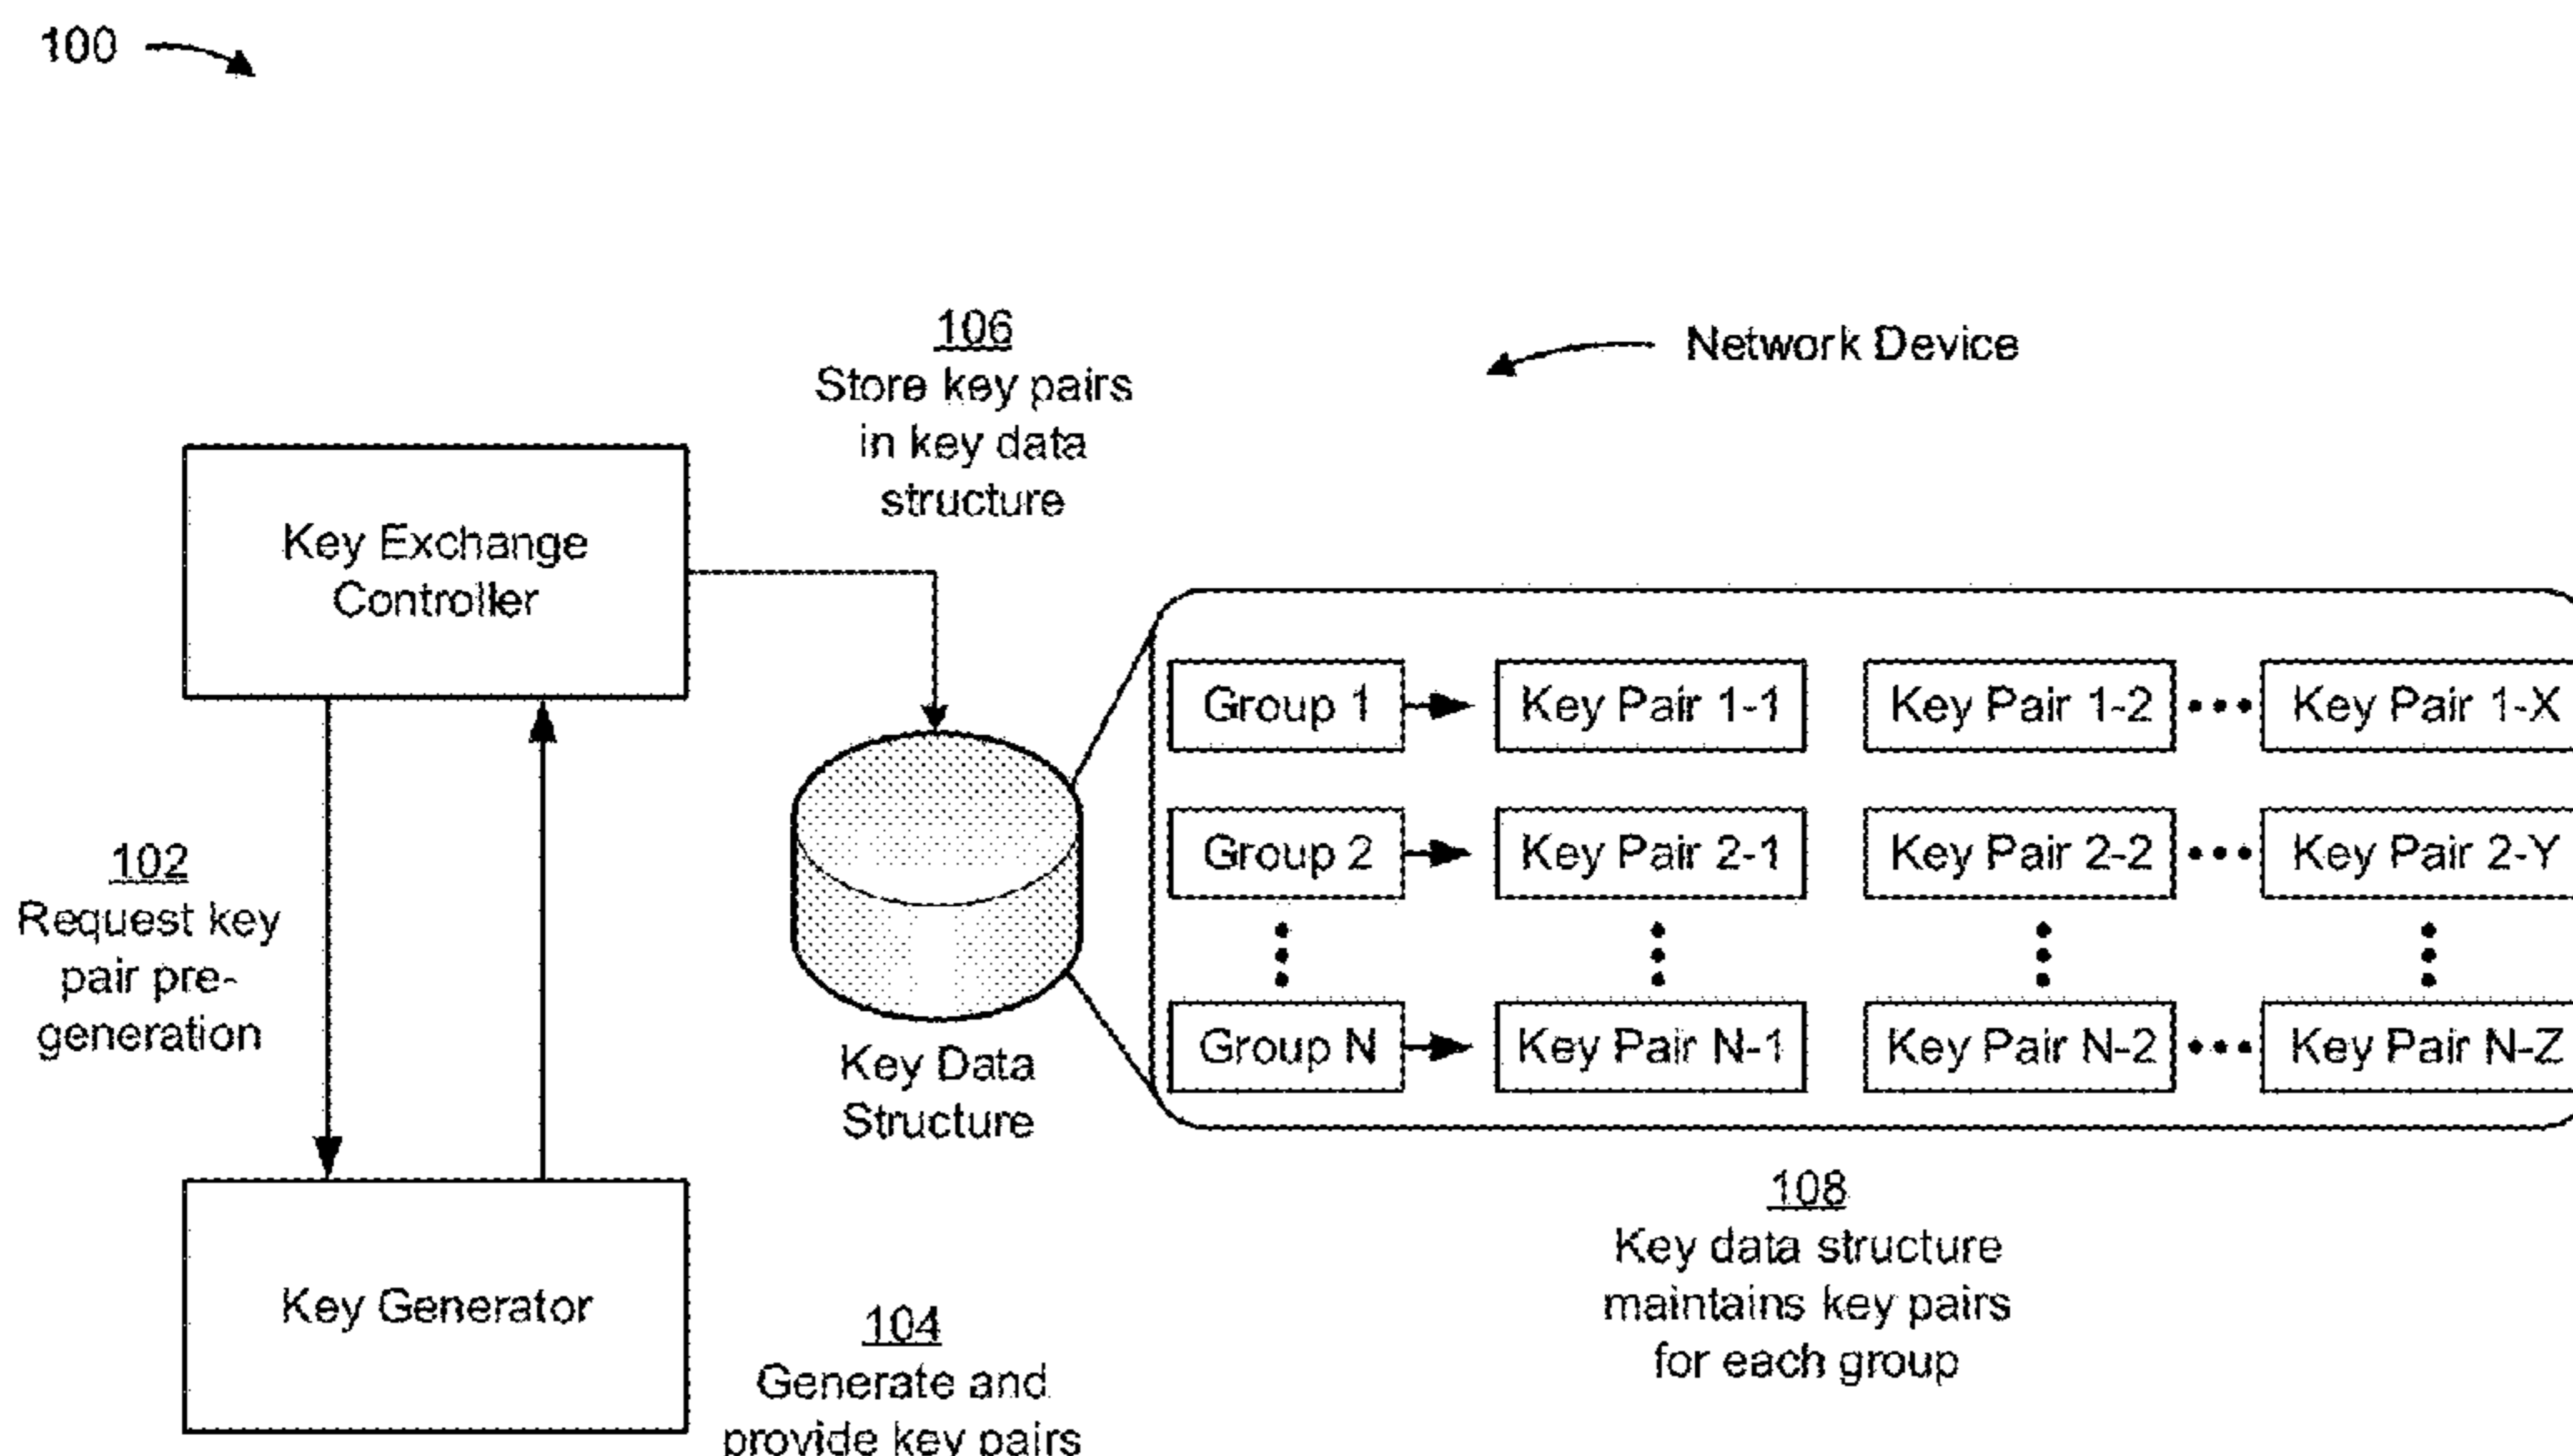 100
106
Store key pairs
in key data
structure
Network Device
Key Exchange
Controller
102
Request key
pair pre-
generation
Key Data
Structure
Group 1 Key Pair 1-1 Key Pair 1-2 Key Pair 1-X
Group 2 Key Pair 2-1 Key Pair 2-2 Key Pair 2-Y
Group N Key Pair N-1 Key Pair N-2 Key Pair N-Z
Key Generator
104
Generate and
provide key pairs
108
Key data structure
maintains key pairs
for each group